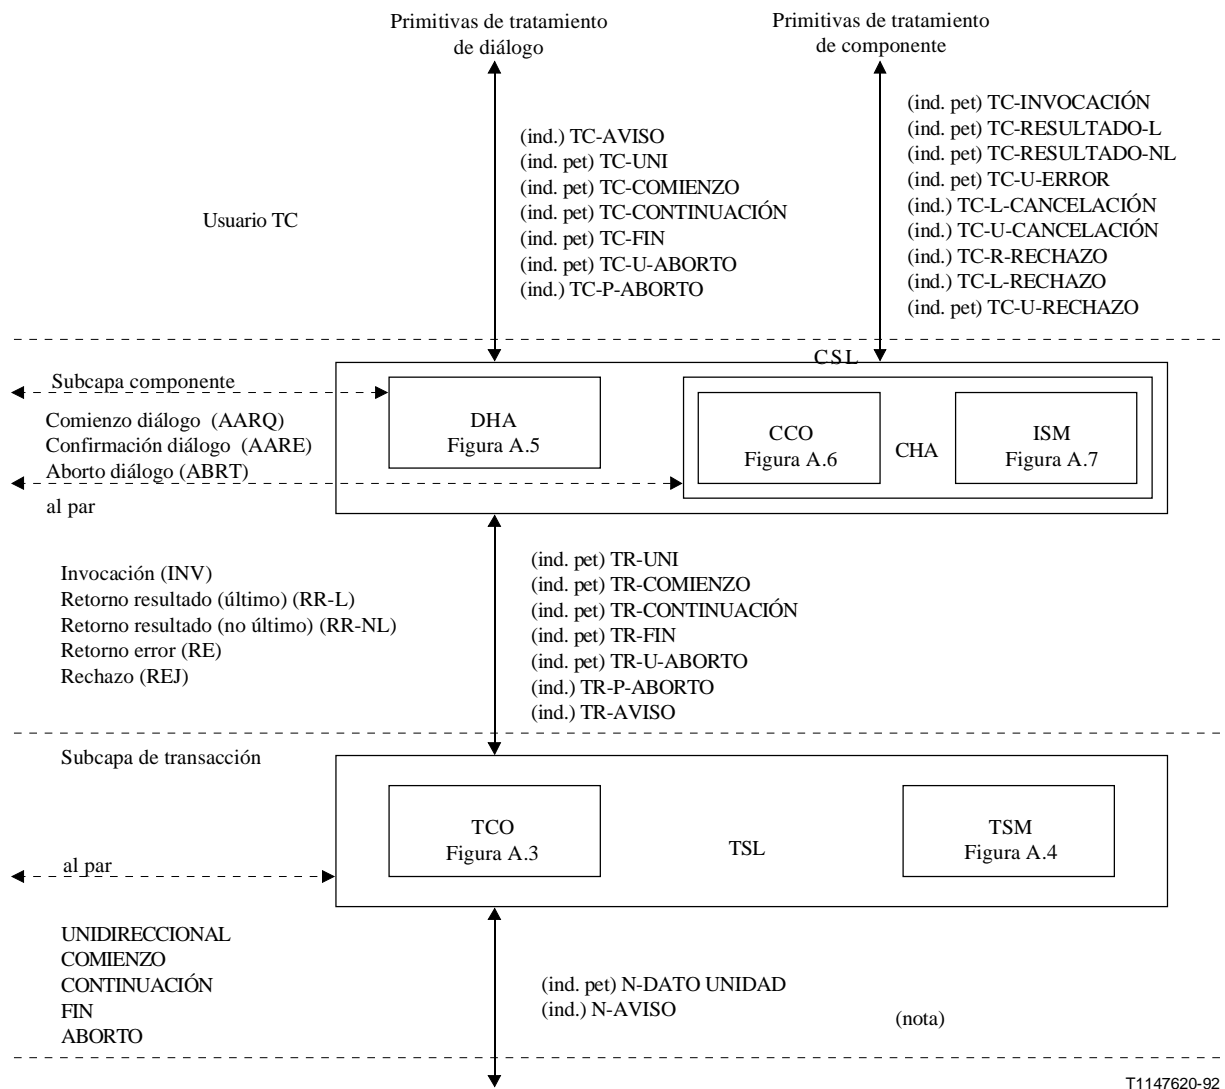 Primitivas de tratamiento
de diálogo
Primitivas de tratamiento
de componente
(ind.) TC-AVISO
(ind. pet) TC-UNI
(ind. pet) TC-COMIENZO
(ind. pet) TC-CONTINUACIÓN
(ind. pet) TC-FIN
(ind. pet) TC-U-ABORTO
(ind.) TC-P-ABORTO
(ind. pet) TC-INVOCACIÓN
(ind. pet) TC-RESULTADO-L
(ind. pet) TC-RESULTADO-NL
(ind. pet) TC-U-ERROR
(ind.) TC-L-CANCELACIÓN
(ind.) TC-U-CANCELACIÓN
(ind.) TC-R-RECHAZO
(ind.) TC-L-RECHAZO
(ind. pet) TC-U-RECHAZO
Usuario TC
CSL
Subcapa componente
Comienzo diálogo (AARQ)
Confirmación diálogo (AARE)
Aborto diálogo (ABRT)
al par
DHA
Figura A.5
CCO
Figura A.6
CHA
ISM
Figura A.7
Invocación (INV)
Retorno resultado (último) (RR-L)
Retorno resultado (no último) (RR-NL)
Retorno error (RE)
Rechazo (REJ)
(ind. pet) TR-UNI
(ind. pet) TR-COMIENZO
(ind. pet) TR-CONTINUACIÓN
(ind. pet) TR-FIN
(ind. pet) TR-U-ABORTO
(ind.) TR-P-ABORTO
(ind.) TR-AVISO
Subcapa de transacción
TCO
Figura A.3
TSL
TSM
Figura A.4
al par
UNIDIRECCIONAL
COMIENZO
CONTINUACIÓN
FIN
ABORTO
(ind. pet) N-DATO UNIDAD
(ind.) N-AVISO
(nota)
T1147620-92